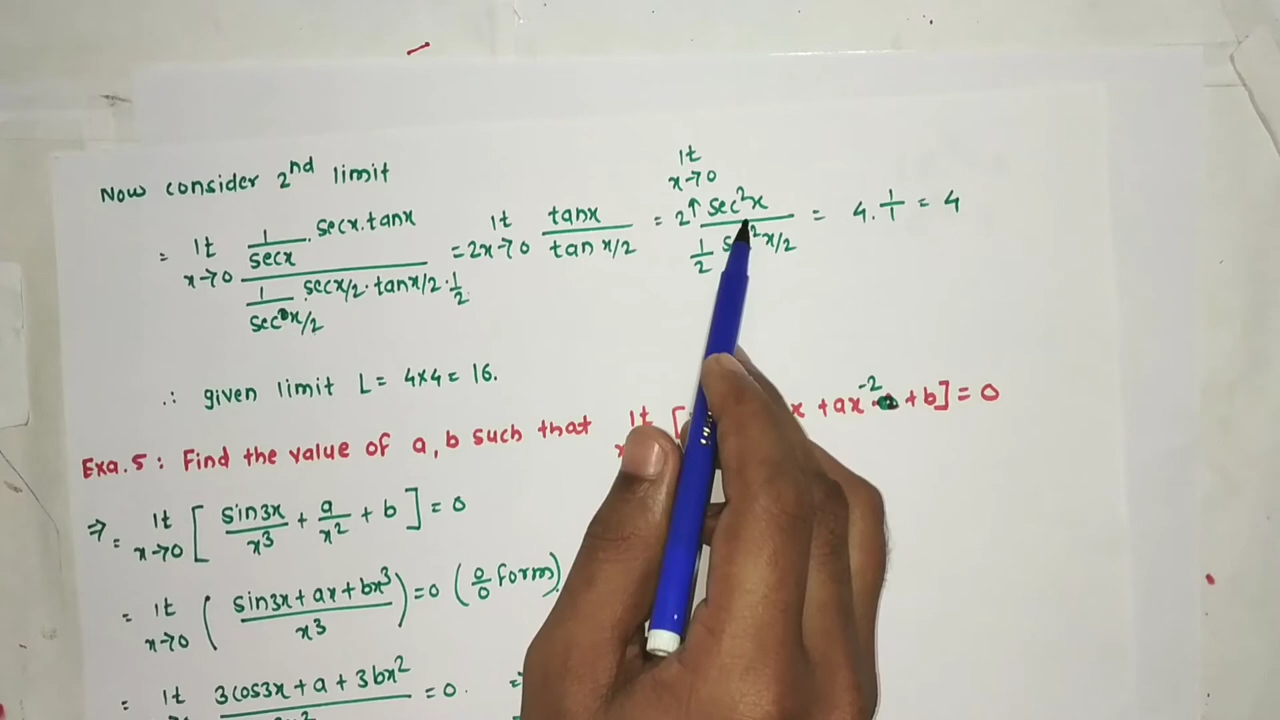 Now consider 2nd limit
= lt x→0 (1/secx · secx.tanx) / (1/secx/2 · secx/2 · tanx/2 · 1/2) = 2 lt x→0 tanx / tan x/2 = 2 lt x→0 sec²x / (1/2 x/2) = 4 · 1/1 = 4
∴ given limit L = 4×4 = 16.
Exa.5 : Find the value of a, b such that lt [ x + ax⁻² + b] = 0
⇒ = lt x→0 [ sin3x/x³ + a/x² + b ] = 0
= lt x→0 ( (sin3x + ax + bx³)/x³ ) = 0 ( 0/0 form).
= lt (3cos3x + a + 3bx²) / = 0.